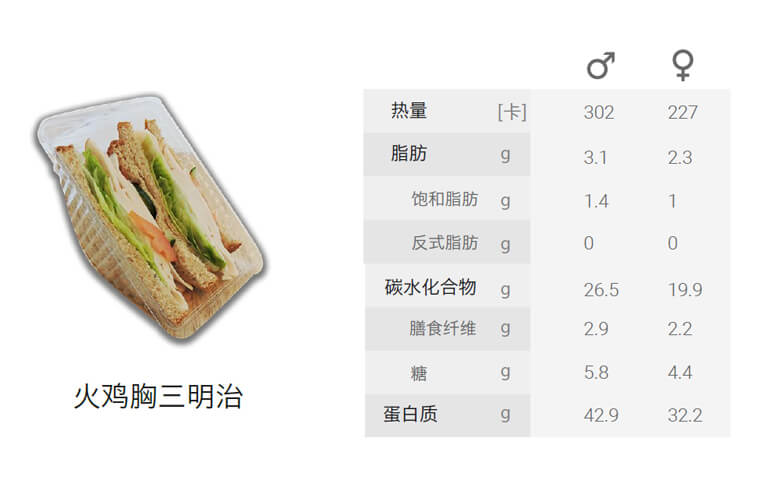 ♂ ♀
热量 [卡] 302 227
脂肪 g 3.1 2.3
饱和脂肪 g 1.4 1
反式脂肪 g 0 0
碳水化合物 g 26.5 19.9
膳食纤维 g 2.9 2.2
糖 g 5.8 4.4
蛋白质 g 42.9 32.2
火鸡胸三明治